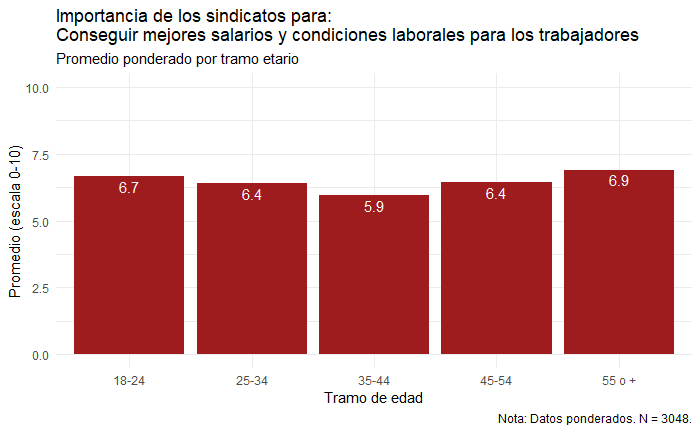 Importancia de los sindicatos para:
Conseguir mejores salarios y condiciones laborales para los trabajadores
Promedio ponderado por tramo etario
Promedio (escala 0-10)
10.0
7.5
5.0
2.5
0.0
6.7
6.4
5.9
6.4
6.9
18-24
25-34
35-44
45-54
55 o +
Tramo de edad
Nota: Datos ponderados. N = 3048.